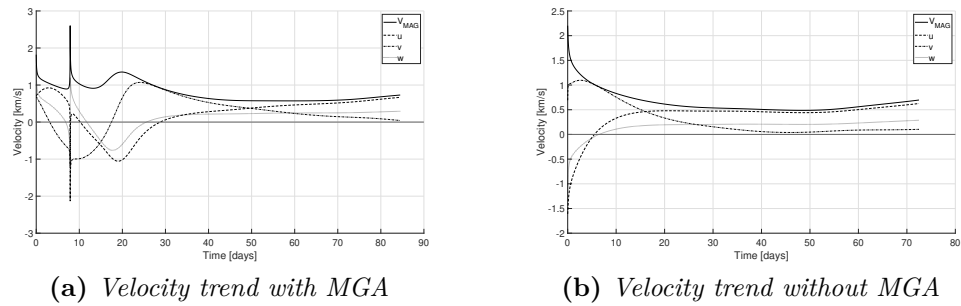 3
2
1
0
-1
-2
-3
Velocity [km/s]
0 10 20 30 40 50 60 70 80 90
Time [days]
V_MAG
u
v
w
(a) Velocity trend with MGA
2.5
2
1.5
1
0.5
0
-0.5
-1
-1.5
-2
Velocity [km/s]
0 10 20 30 40 50 60 70 80
Time [days]
V_MAG
u
v
w
(b) Velocity trend without MGA